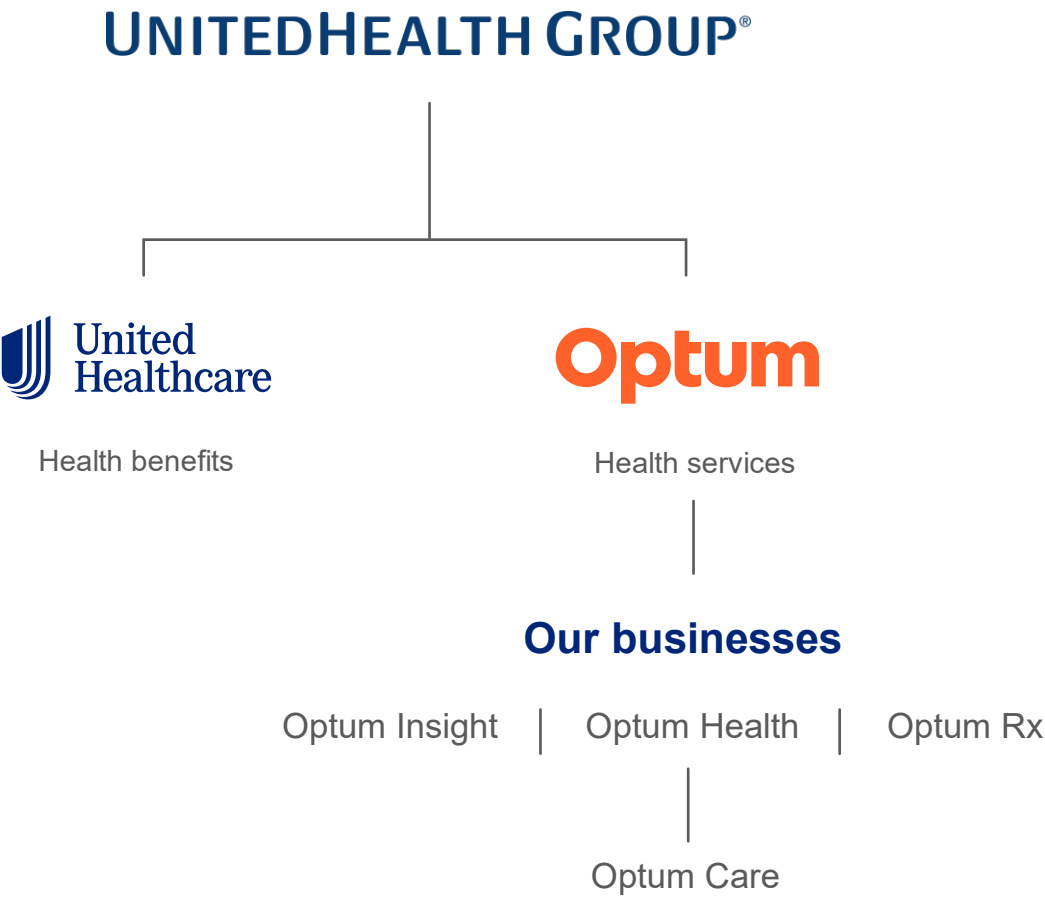 UNITEDHEALTH GROUP®
United
Healthcare
Optum
Health benefits
Health services
Our businesses
Optum Insight | Optum Health | Optum Rx
Optum Care